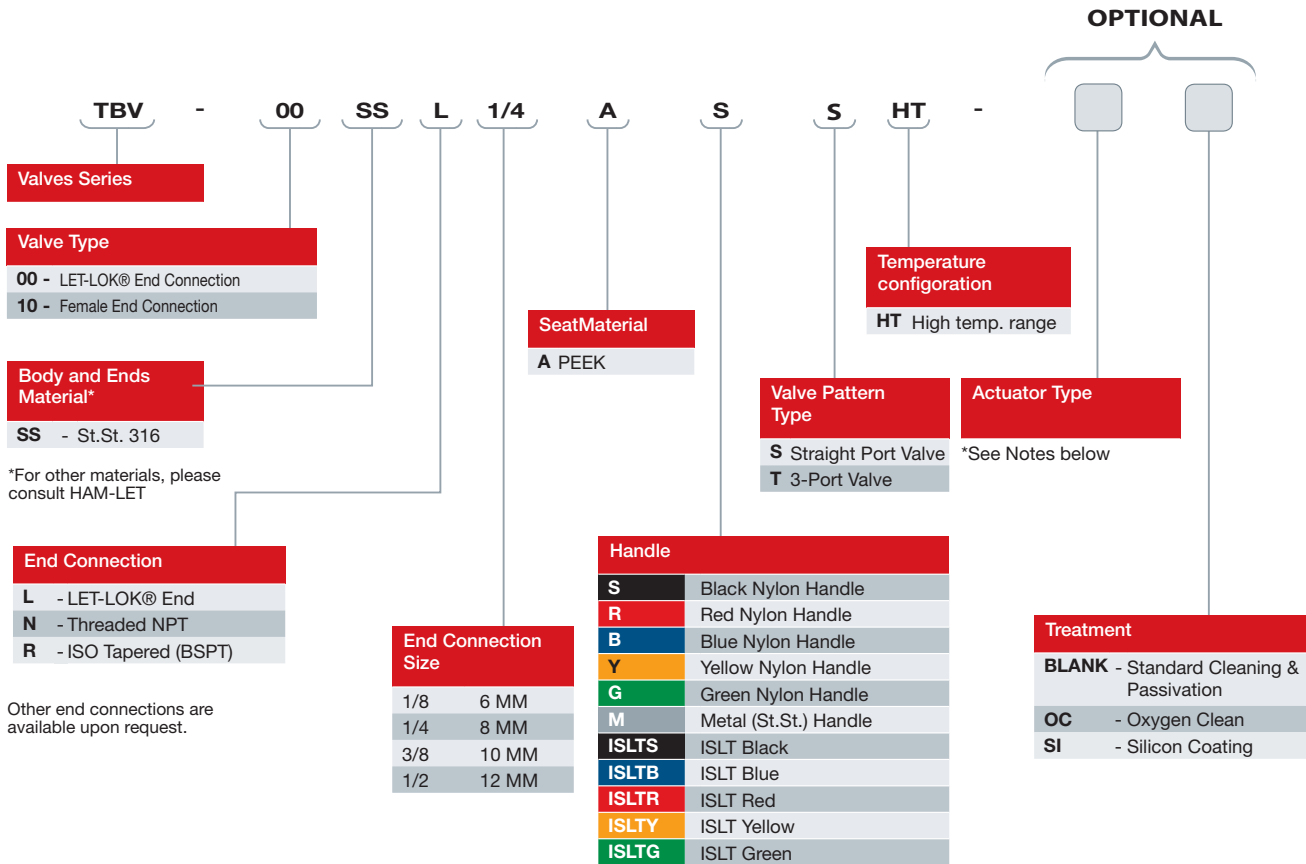 OPTIONAL
TBV - 00 SS L 1/4 A S S HT -
Valves Series
Valve Type
00 - LET-LOK® End Connection
10 - Female End Connection
Body and Ends
Material*
SS - St.St. 316
*For other materials, please
consult HAM-LET
End Connection
L - LET-LOK® End
N - Threaded NPT
R - ISO Tapered (BSPT)
Other end connections are
available upon request.
End Connection
Size
1/8 6 MM
1/4 8 MM
3/8 10 MM
1/2 12 MM
SeatMaterial
A PEEK
Handle
S Black Nylon Handle
R Red Nylon Handle
B Blue Nylon Handle
Y Yellow Nylon Handle
G Green Nylon Handle
M Metal (St.St.) Handle
ISLTS ISLT Black
ISLTB ISLT Blue
ISLTR ISLT Red
ISLTY ISLT Yellow
ISLTG ISLT Green
Valve Pattern
Type
S Straight Port Valve
T 3-Port Valve
Temperature
configoration
HT High temp. range
Actuator Type
*See Notes below
Treatment
BLANK - Standard Cleaning &
Passivation
OC - Oxygen Clean
SI - Silicon Coating